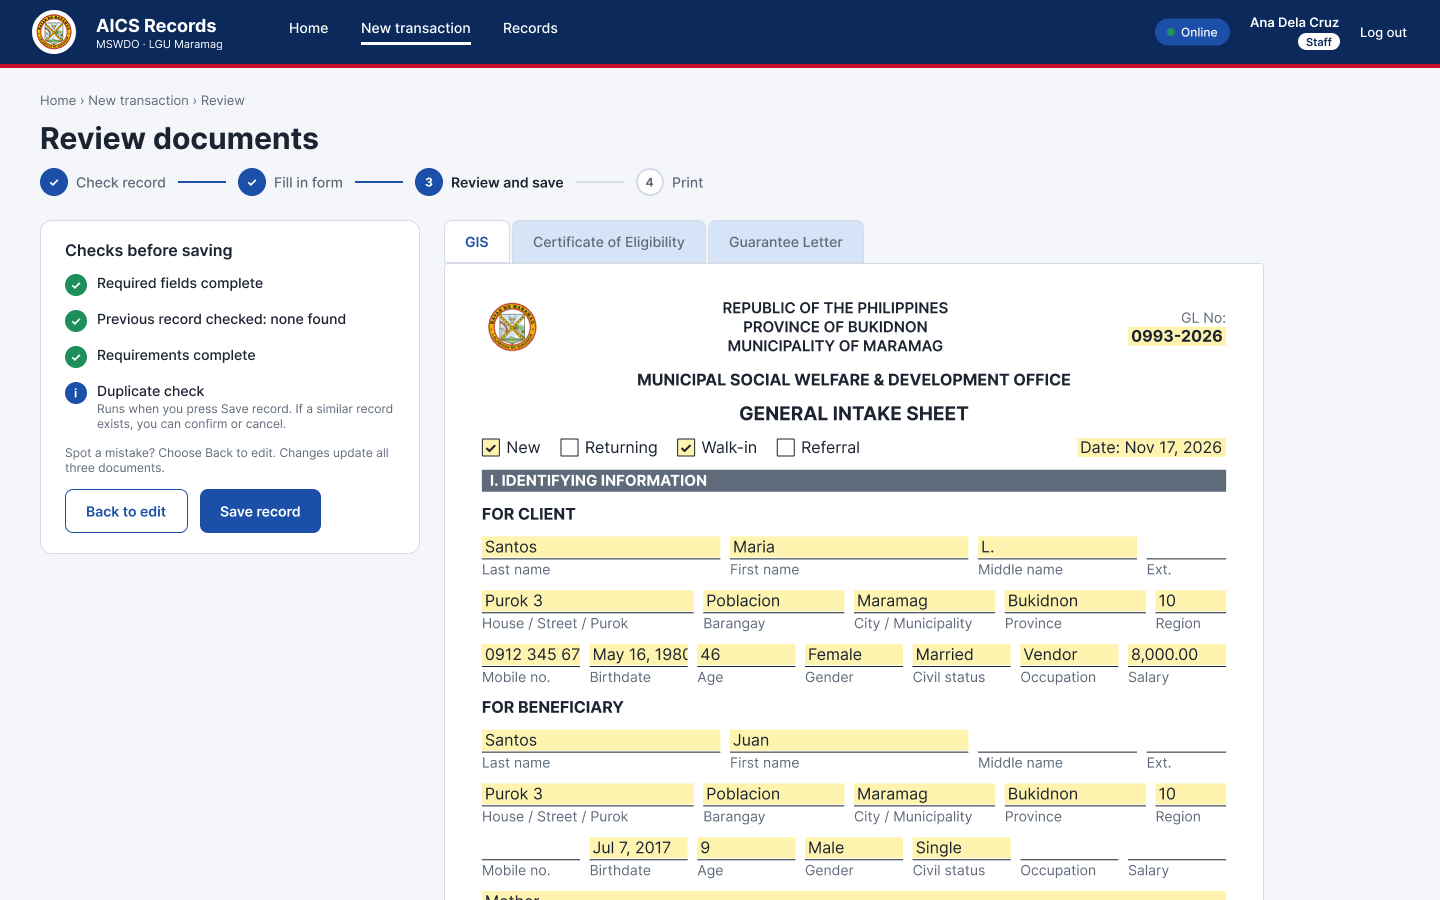 AICS Records
MSWDO · LGU Maramag
Home
New transaction
Records
Online
Ana Dela Cruz
Staff
Log out
Home › New transaction › Review
Review documents
Check record
Fill in form
3
Review and save
4
Print
Checks before saving
Required fields complete
Previous record checked: none found
Requirements complete
i
Duplicate check
Runs when you press Save record. If a similar record
exists, you can confirm or cancel.
Spot a mistake? Choose Back to edit. Changes update all
three documents.
Back to edit
Save record
GIS
Certificate of Eligibility
Guarantee Letter
REPUBLIC OF THE PHILIPPINES
PROVINCE OF BUKIDNON
MUNICIPALITY OF MARAMAG
GL No:
0993-2026
MUNICIPAL SOCIAL WELFARE & DEVELOPMENT OFFICE
GENERAL INTAKE SHEET
New Returning Walk-in Referral Date: Nov 17, 2026
I. IDENTIFYING INFORMATION
FOR CLIENT
Santos Maria L.
Last name First name Middle name Ext.
Purok 3 Poblacion Maramag Bukidnon 10
House / Street / Purok Barangay City / Municipality Province Region
0912 345 67 May 16, 1980 46 Female Married Vendor 8,000.00
Mobile no. Birthdate Age Gender Civil status Occupation Salary
FOR BENEFICIARY
Santos Juan
Last name First name Middle name Ext.
Purok 3 Poblacion Maramag Bukidnon 10
House / Street / Purok Barangay City / Municipality Province Region
Jul 7, 2017 9 Male Single
Mobile no. Birthdate Age Gender Civil status Occupation Salary
Mother